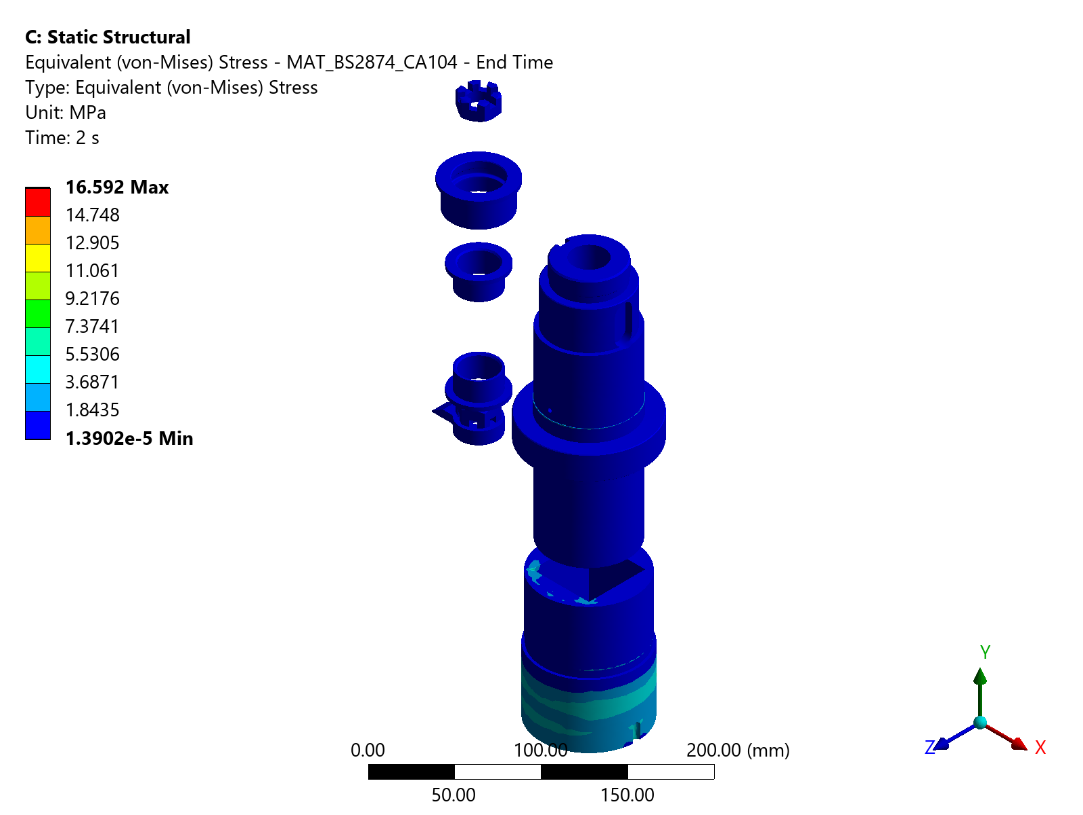 C: Static Structural
Equivalent (von-Mises) Stress - MAT_BS2874_CA104 - End Time
Type: Equivalent (von-Mises) Stress
Unit: MPa
Time: 2 s
16.592 Max
14.748
12.905
11.061
9.2176
7.3741
5.5306
3.6871
1.8435
1.3902e-5 Min
Y
Z
X
0.00 100.00 200.00 (mm)
50.00 150.00